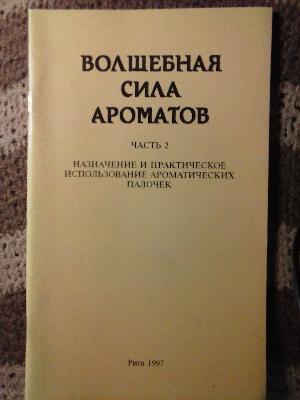 ВОЛШЕБНАЯ
СИЛА
АРОМАТОВ
ЧАСТЬ 2
НАЗНАЧЕНИЕ И ПРАКТИЧЕСКОЕ
ИСПОЛЬЗОВАНИЕ АРОМАТИЧЕСКИХ
ПАЛОЧЕК
Рига 1997